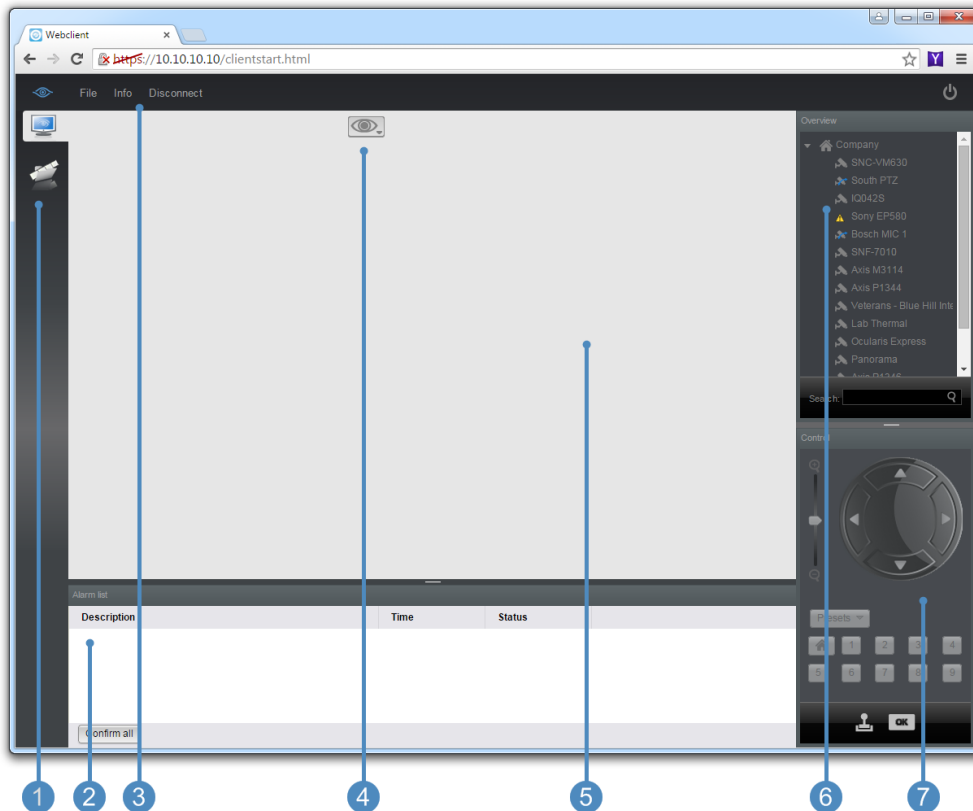 Webclient
https://10.10.10.10/clientstart.html
Y
File Info Disconnect
Overview
Company
SNC-VM630
South PTZ
IQ042S
Sony EP580
Bosch MIC 1
SNF-7010
Axis M3114
Axis P1344
Veterans - Blue Hill Inte
Lab Thermal
Ocularis Express
Panorama
Axis P1346
Search:
Control
Presets
1 2 3 4
5 6 7 8 9
OK
Alarm list
Description Time Status
Confirm all
1 2 3 4 5 6 7